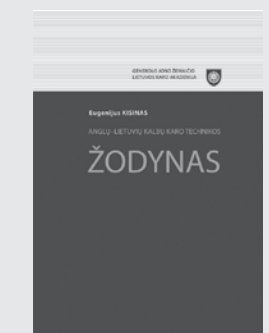 GENEROLO JONO ŽEMAIČIO
LIETUVOS KARO AKADEMIJA
Eugenijus KISINAS
ANGLŲ–LIETUVIŲ KALBŲ KARO TECHNIKOS
ŽODYNAS